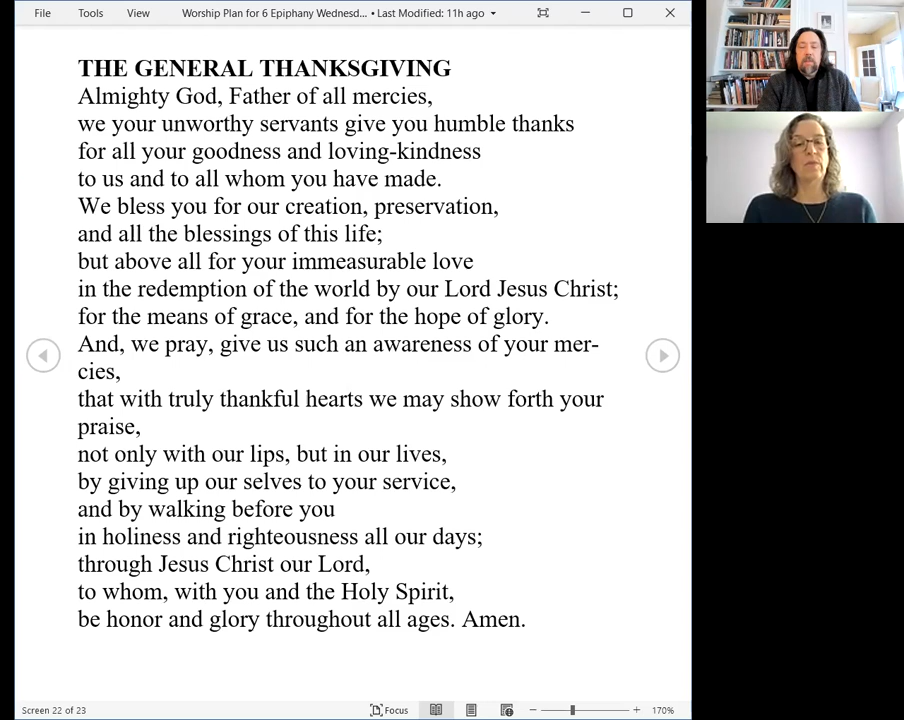 File Tools View Worship Plan for 6 Epiphany Wednesd... • Last Modified: 11h ago
THE GENERAL THANKSGIVING
Almighty God, Father of all mercies,
we your unworthy servants give you humble thanks
for all your goodness and loving-kindness
to us and to all whom you have made.
We bless you for our creation, preservation,
and all the blessings of this life;
but above all for your immeasurable love
in the redemption of the world by our Lord Jesus Christ;
for the means of grace, and for the hope of glory.
And, we pray, give us such an awareness of your mer-
cies,
that with truly thankful hearts we may show forth your
praise,
not only with our lips, but in our lives,
by giving up our selves to your service,
and by walking before you
in holiness and righteousness all our days;
through Jesus Christ our Lord,
to whom, with you and the Holy Spirit,
be honor and glory throughout all ages. Amen.
Screen 22 of 23 Focus 170%